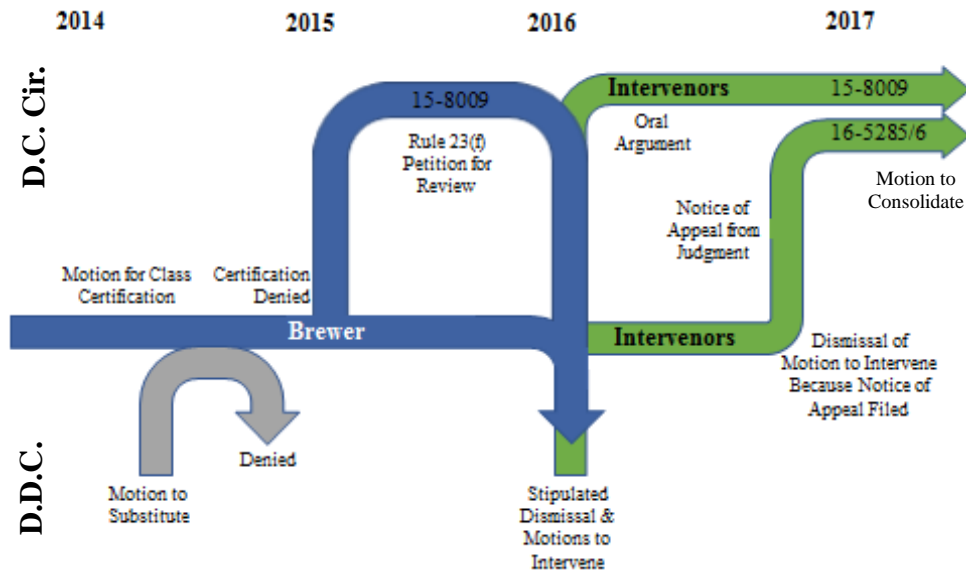 2014
2015
2016
2017
D.C. Cir.
15-8009
Rule 23(f)
Petition for
Review
Intervenors
15-8009
Oral
Argument
16-5285/6
Motion to
Consolidate
Notice of
Appeal from
Judgment
Motion for Class
Certification
Certification
Denied
Brewer
Intervenors
Dismissal of
Motion to Intervene
Because Notice of
Appeal Filed
D.D.C.
Denied
Motion to
Substitute
Stipulated
Dismissal &
Motions to
Intervene